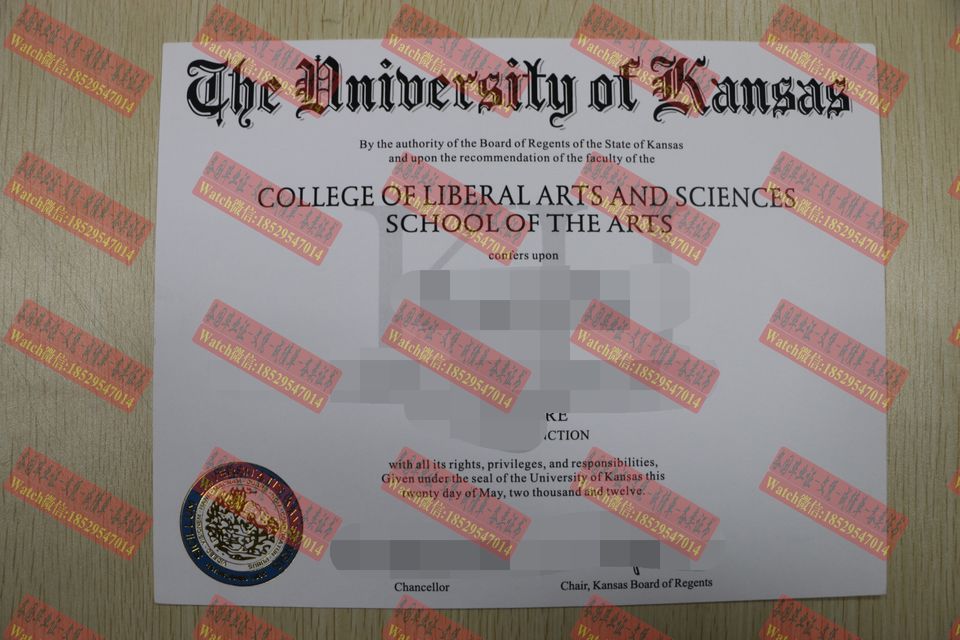 The University of Kansas
By the authority of the Board of Regents of the State of Kansas
and upon the recommendation of the faculty of the
COLLEGE OF LIBERAL ARTS AND SCIENCES
SCHOOL OF THE ARTS
confers upon
RE
ICTION
with all its rights, privileges, and responsibilities,
Given under the seal of the University of Kansas this
twenty day of May, two thousand and twelve.
Chancellor
Chair, Kansas Board of Regents
Watch微信:18529547014